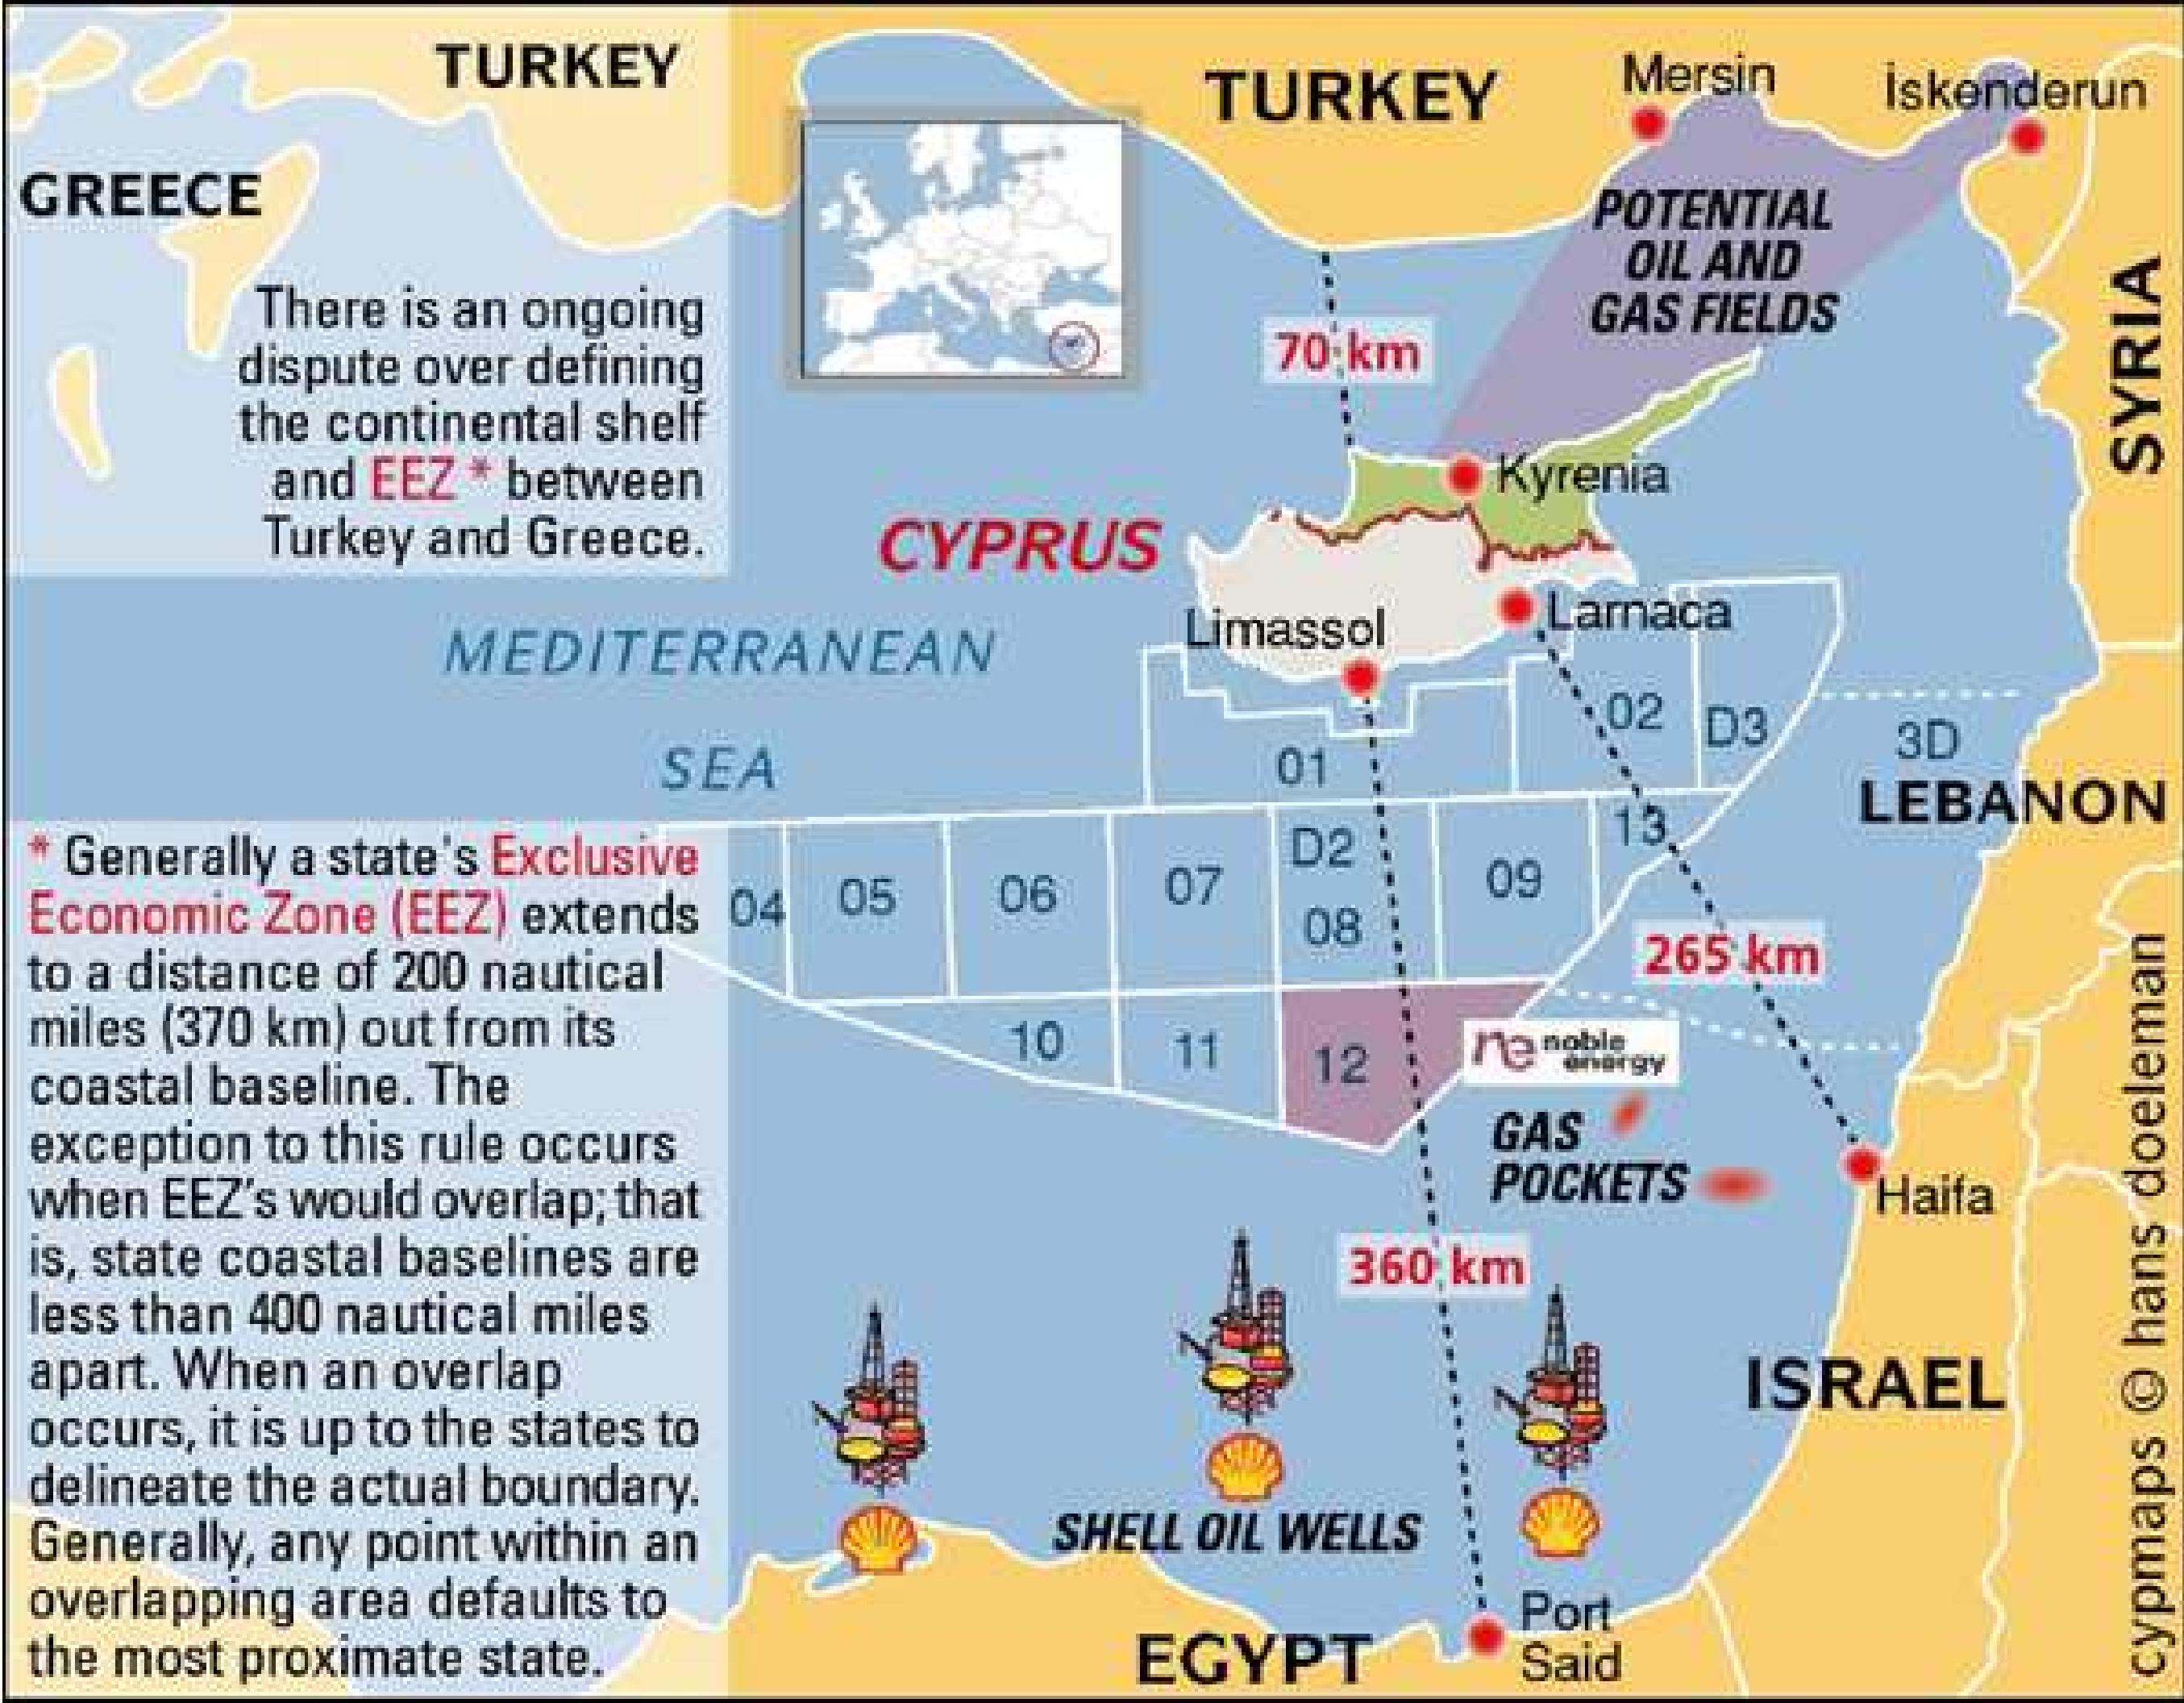 TURKEY
GREECE
There is an ongoing
dispute over defining
the continental shelf
and EEZ * between
Turkey and Greece.
TURKEY
Mersin
İskenderun
POTENTIAL
OIL AND
GAS FIELDS
70 km
SYRIA
Kyrenia
CYPRUS
Limassol
Larnaca
MEDITERRANEAN
SEA
02
D3
3D
01
LEBANON
* Generally a state's Exclusive
Economic Zone (EEZ) extends
to a distance of 200 nautical
miles (370 km) out from its
coastal baseline. The
exception to this rule occurs
when EEZ's would overlap; that
is, state coastal baselines are
less than 400 nautical miles
apart. When an overlap
occurs, it is up to the states to
delineate the actual boundary.
Generally, any point within an
overlapping area defaults to
the most proximate state.
04
05
06
07
D2
08
09
13
265 km
10
11
12
ne noble
energy
GAS
POCKETS
Haifa
360 km
ISRAEL
SHELL OIL WELLS
EGYPT
Port
Said
cypmaps © hans doeleman